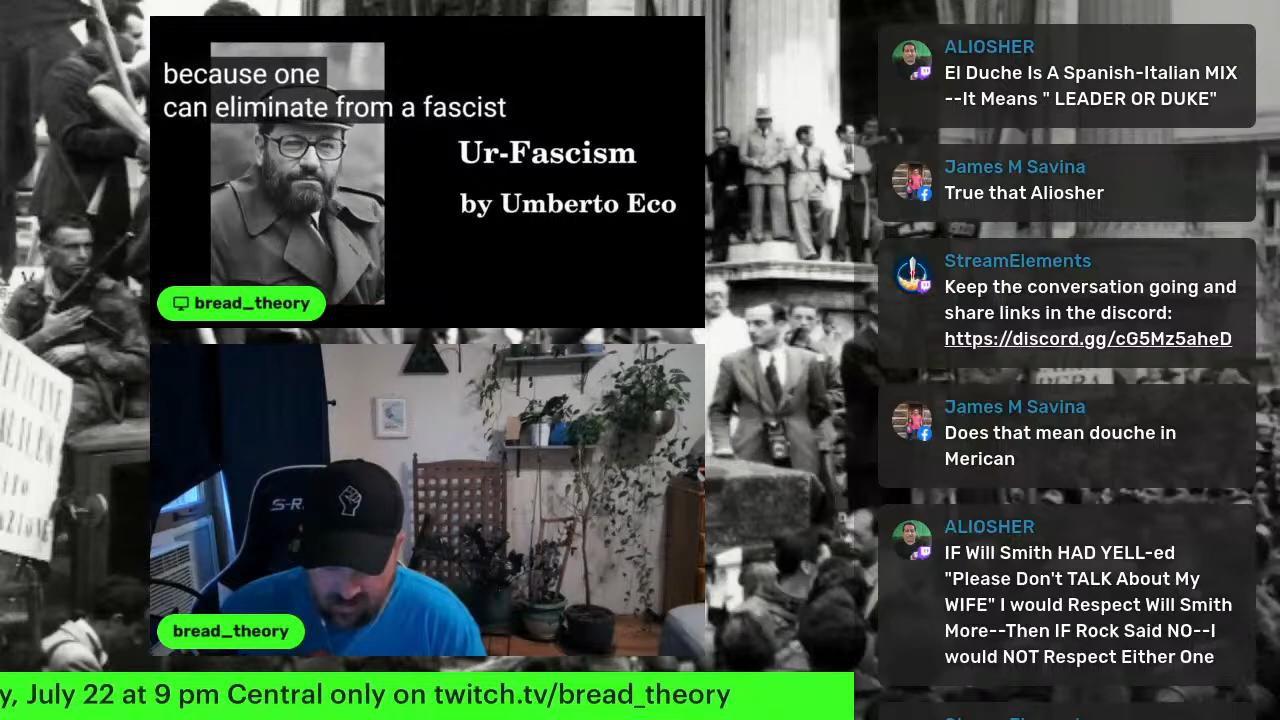 because one
can eliminate from a fascist
Ur-Fascism
by Umberto Eco
bread_theory
S-R
bread_theory
y, July 22 at 9 pm Central only on twitch.tv/bread_theory
ALIOSHER
El Duche Is A Spanish-Italian MIX
--It Means " LEADER OR DUKE"
James M Savina
True that Aliosher
StreamElements
Keep the conversation going and
share links in the discord:
https://discord.gg/cG5Mz5aheD
James M Savina
Does that mean douche in
Merican
ALIOSHER
IF Will Smith HAD YELL-ed
"Please Don't TALK About My
WIFE" I would Respect Will Smith
More--Then IF Rock Said NO--I
would NOT Respect Either One